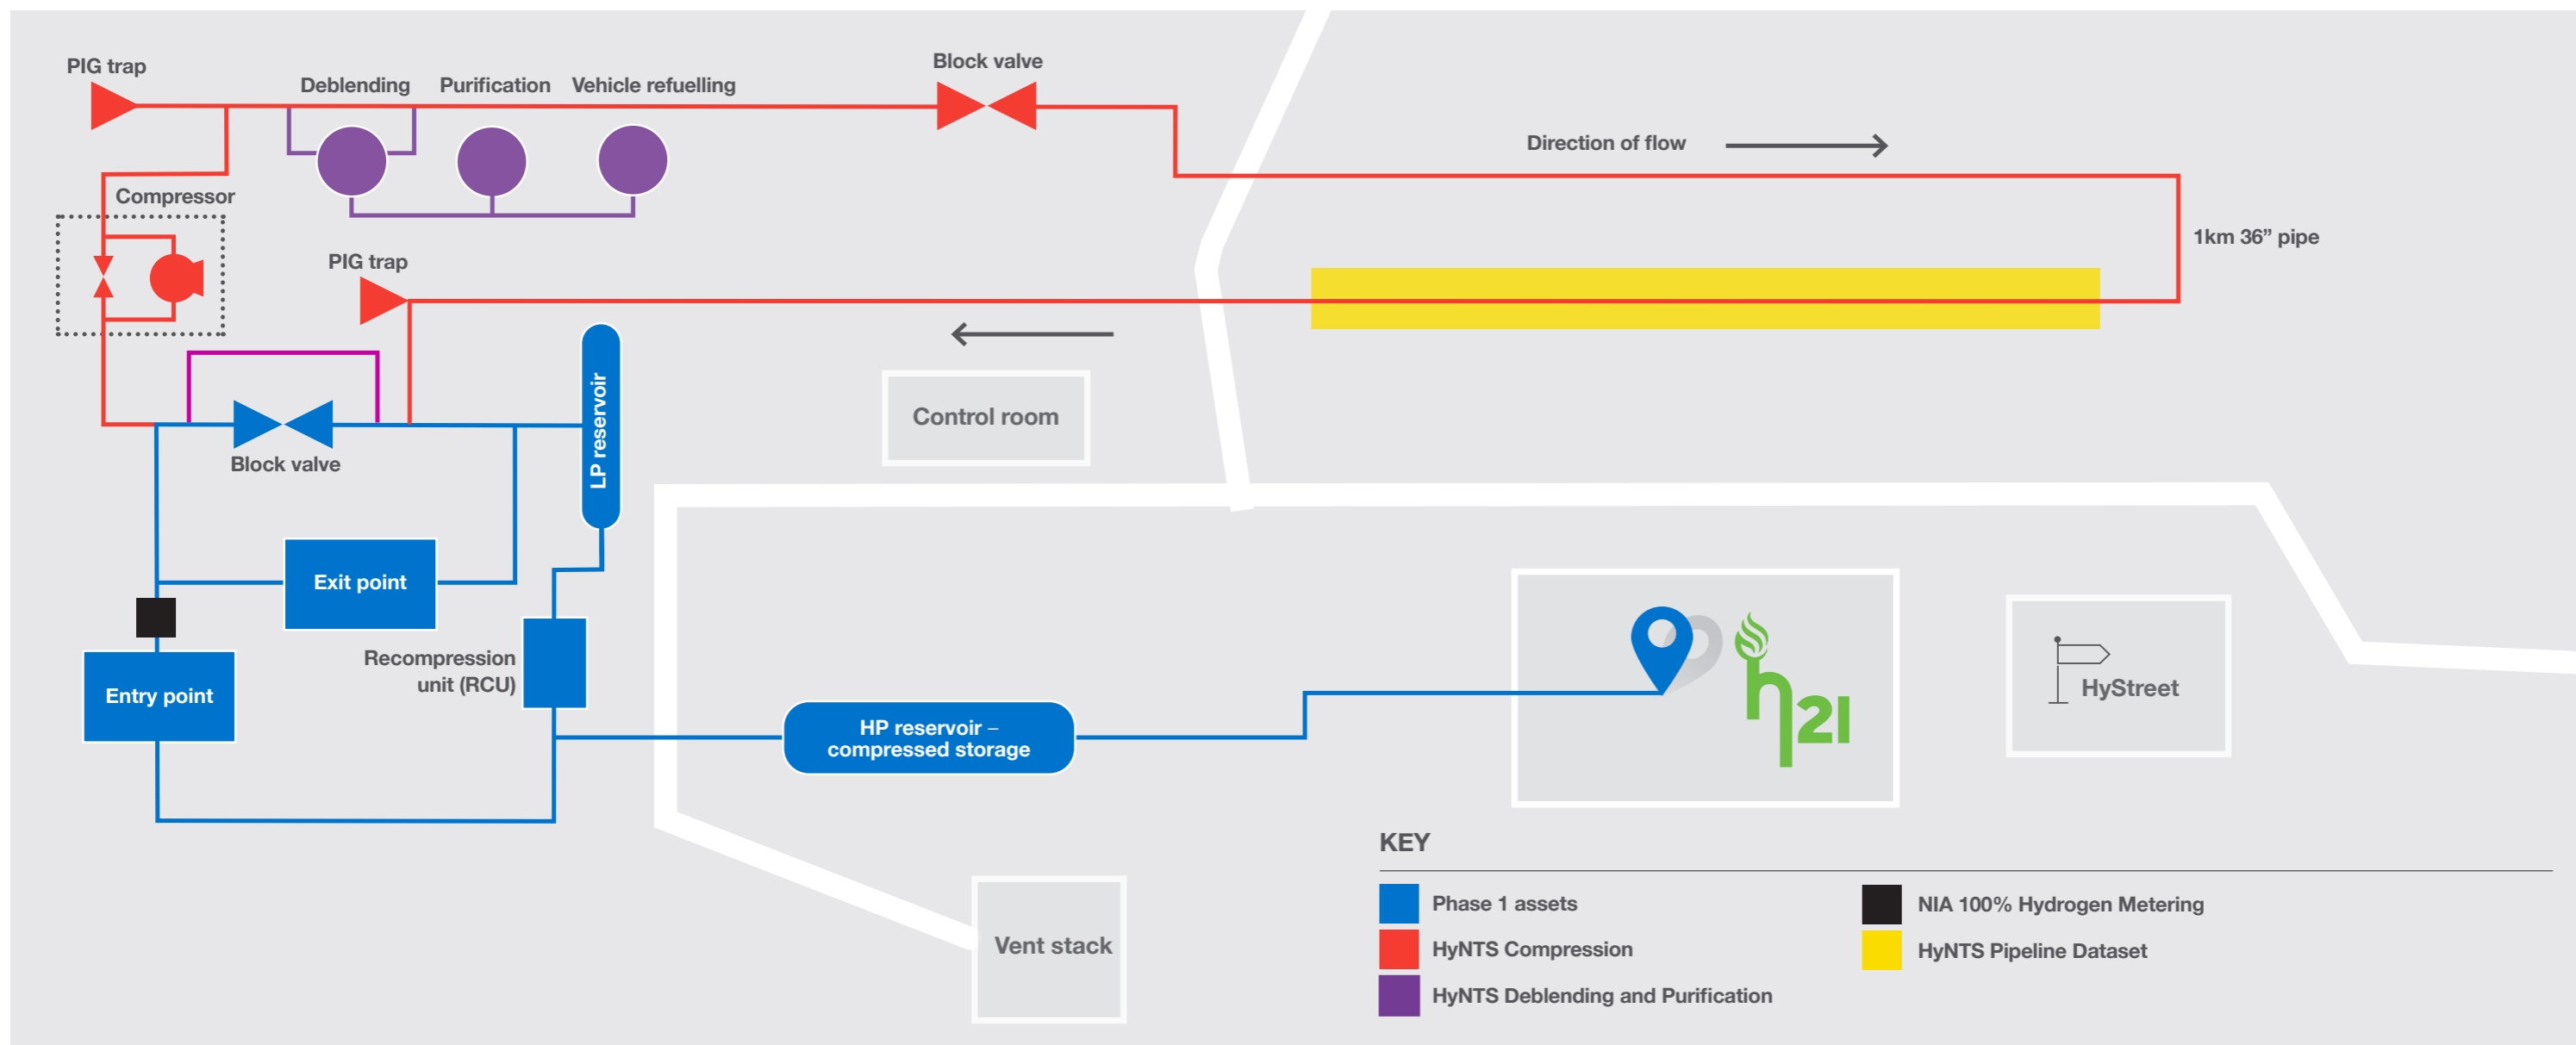 PIG trap
Deblending
Purification
Vehicle refuelling
Block valve
Direction of flow
Compressor
1km 36” pipe
PIG trap
LP reservoir
Control room
Block valve
Exit point
Recompression
unit (RCU)
Entry point
HP reservoir –
compressed storage
h21
HyStreet
Vent stack
KEY
Phase 1 assets
HyNTS Compression
HyNTS Deblending and Purification
NIA 100% Hydrogen Metering
HyNTS Pipeline Dataset